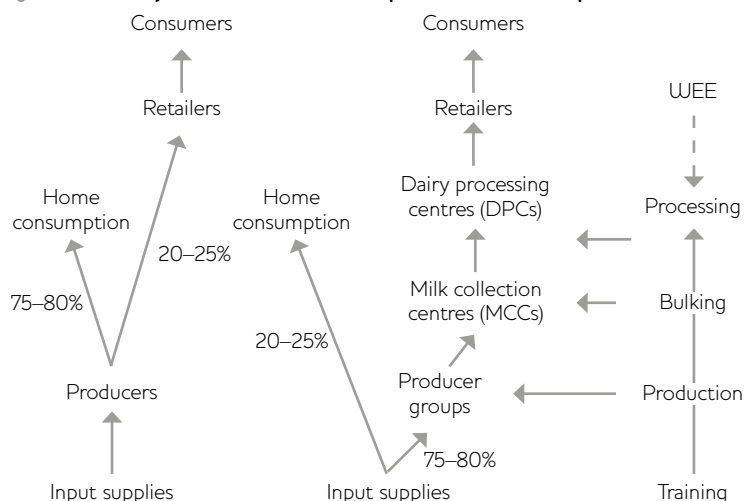 Consumers
Retailers
Home
consumption
20–25%
75–80%
Producers
Input supplies
Consumers
Retailers
Dairy processing
centres (DPCs)
Home
consumption
Milk collection
centres (MCCs)
20–25%
Producer
groups
75–80%
Input supplies
WEE
Processing
Bulking
Production
Training